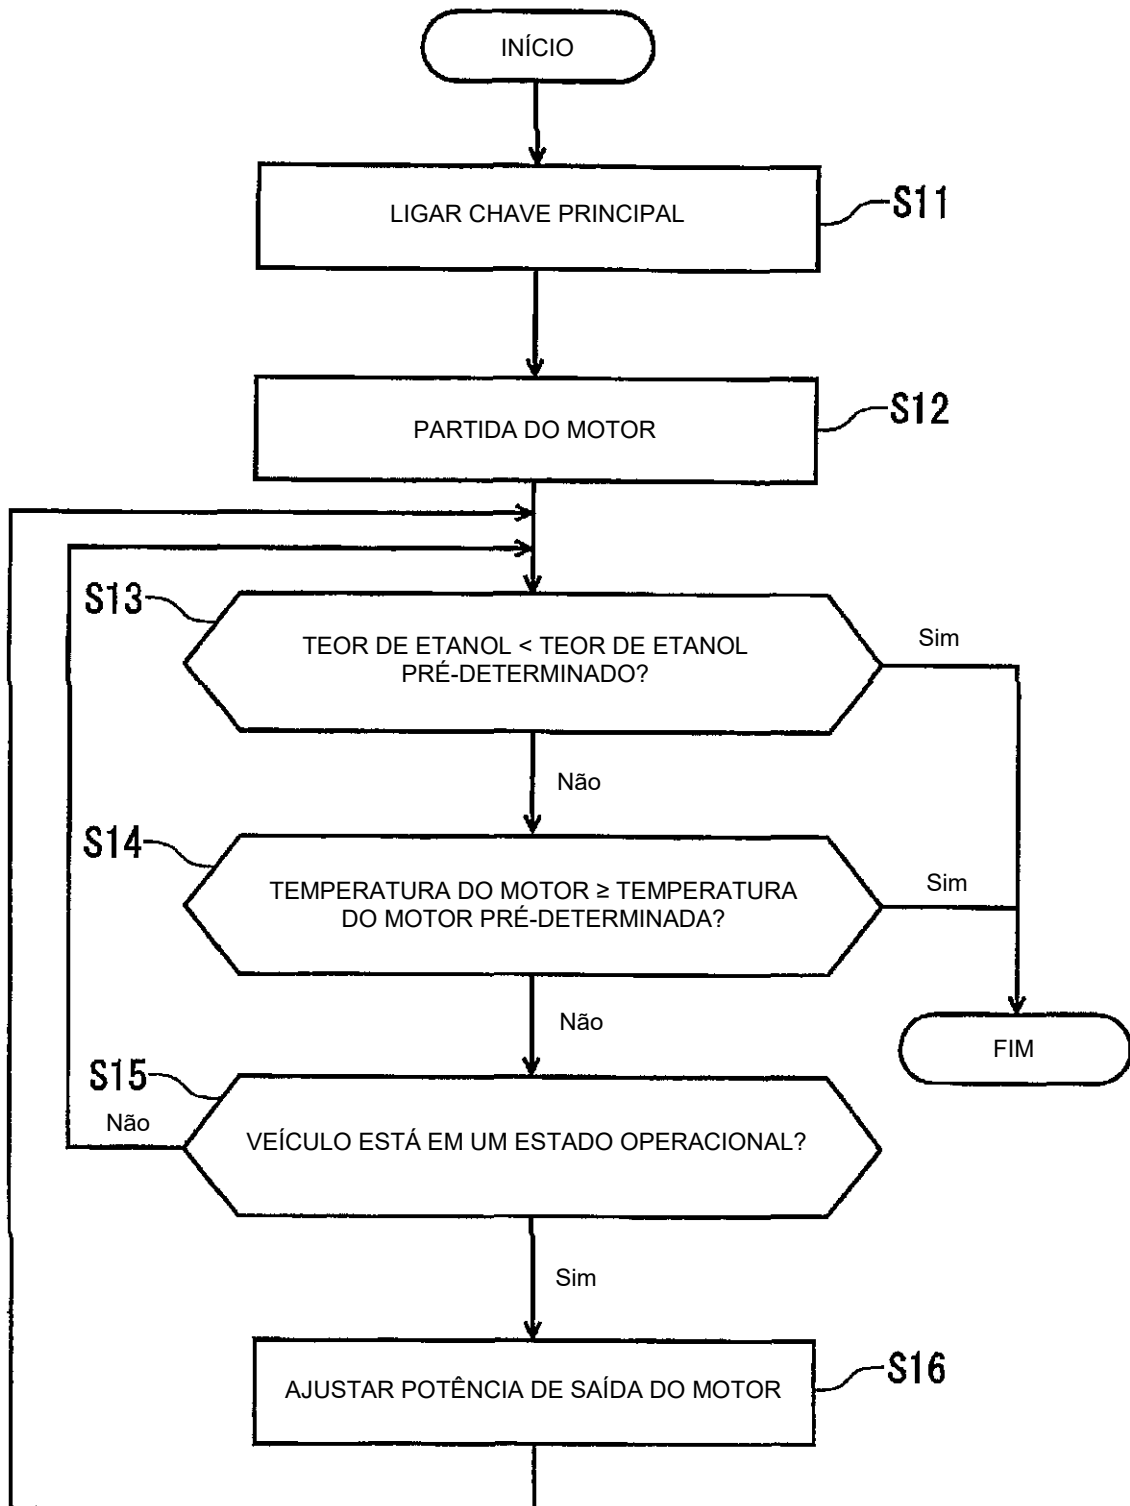 INÍCIO
LIGAR CHAVE PRINCIPAL
S11
PARTIDA DO MOTOR
S12
S13
TEOR DE ETANOL < TEOR DE ETANOL
PRÉ-DETERMINADO?
Sim
Não
S14
TEMPERATURA DO MOTOR ≥ TEMPERATURA
DO MOTOR PRÉ-DETERMINADA?
Sim
Não
FIM
S15
Não
VEÍCULO ESTÁ EM UM ESTADO OPERACIONAL?
Sim
AJUSTAR POTÊNCIA DE SAÍDA DO MOTOR
S16